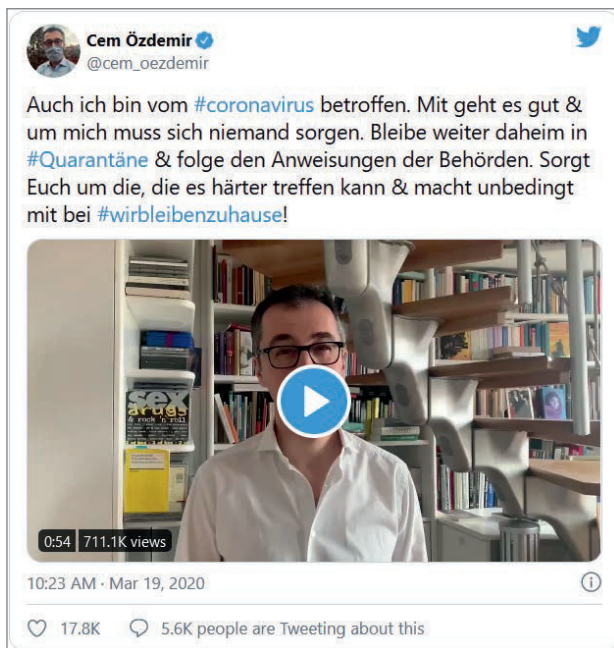 Cem Özdemir
@cem_oezdemir
Auch ich bin vom #coronavirus betroffen. Mit geht es gut &
um mich muss sich niemand sorgen. Bleibe weiter daheim in
#Quarantäne & folge den Anweisungen der Behörden. Sorgt
Euch um die, die es härter treffen kann & macht unbedingt
mit bei #wirbleibenzuhause!
sex
drugs
& rock 'n roll
0:54 711.1K views
10:23 AM · Mar 19, 2020
17.8K 5.6K people are Tweeting about this